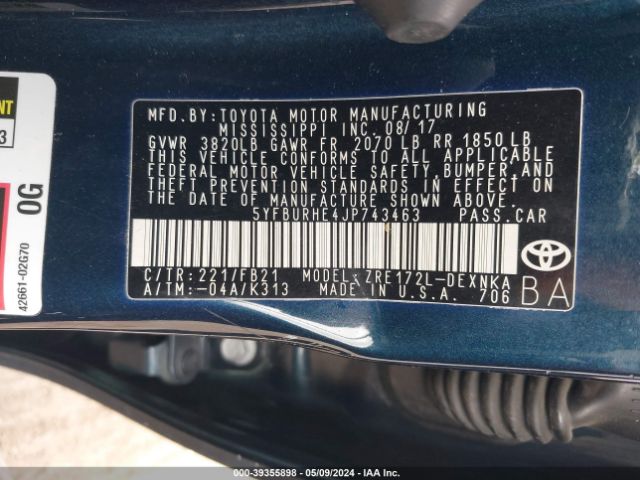 MFD. BY: TOYOTA MOTOR MANUFACTURING
MISSISSIPPI INC. 08/17
GVWR 3820LB GAWR FR 2070 LB RR 1850LB
THIS VEHICLE CONFORMS TO ALL APPLICABLE
FEDERAL MOTOR VEHICLE SAFETY, BUMPER, AND
THEFT PREVENTION STANDARDS IN EFFECT ON
THE DATE OF MANUFACTURE SHOWN ABOVE.
5YFBURHE4JP743463 PASS.CAR
C/TR: 221/FB21 MODEL: ZRE172L-DEXNKA
A/TM: -04A/K313 MADE IN U.S.A. 706
BA
TOYOTA
0G
42661-02G70
000-39355898 - 05/09/2024 - IAA Inc.